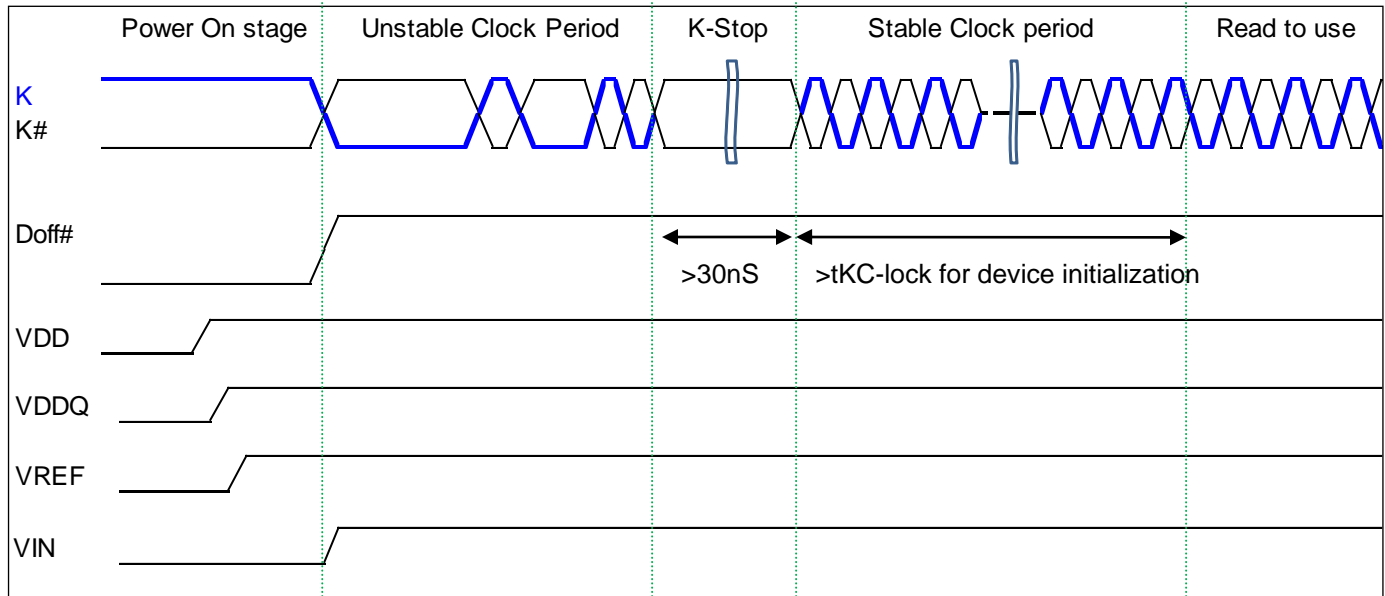 Power On stage Unstable Clock Period K-Stop Stable Clock period Read to use
K
K#
Doff#
>30nS >tKC-lock for device initialization
VDD
VDDQ
VREF
VIN